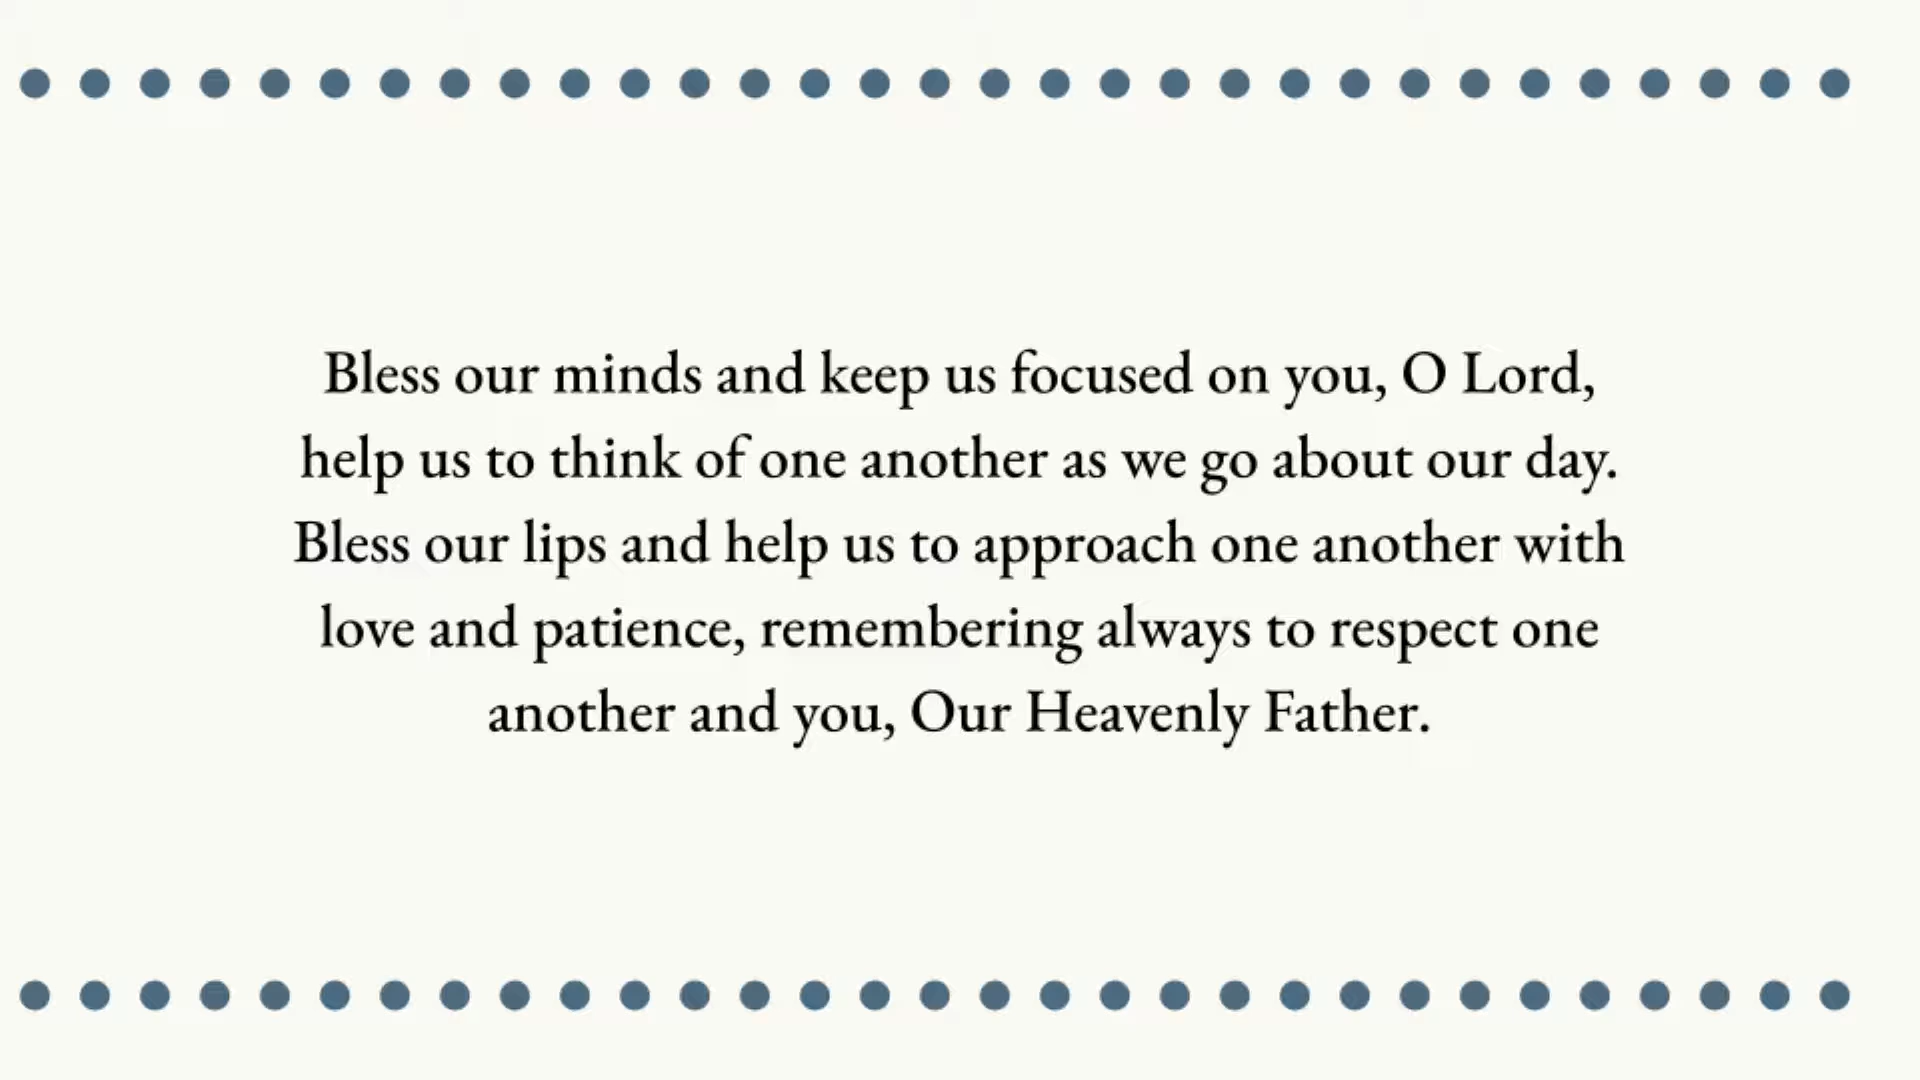 Bless our minds and keep us focused on you, O Lord,
help us to think of one another as we go about our day.
Bless our lips and help us to approach one another with
love and patience, remembering always to respect one
another and you, Our Heavenly Father.